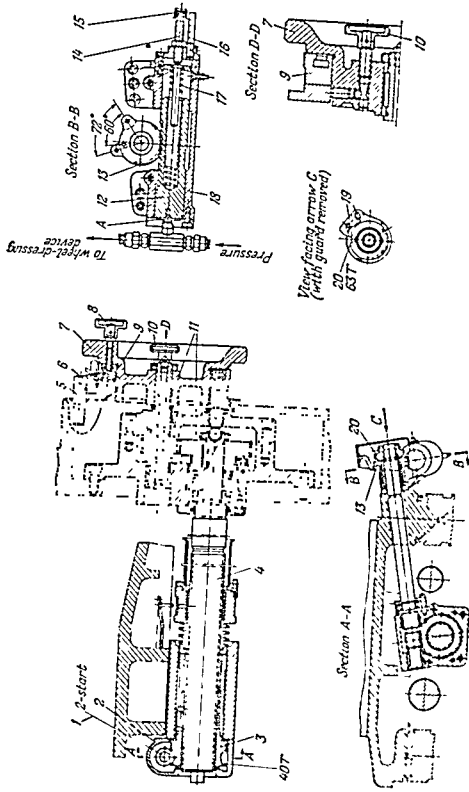 15
14
16
17
Section B-B
72°
60°
13
12
A
18
To wheel-dressing
device
Pressure
Section D-D
7
10
9
View facing arrow C
(with guard removed)
20
63T
19
7
8
6
5
9
10
D
11
4
1
2-start
2
A
3
A
40T
Section A-A
C
20
B
13
B